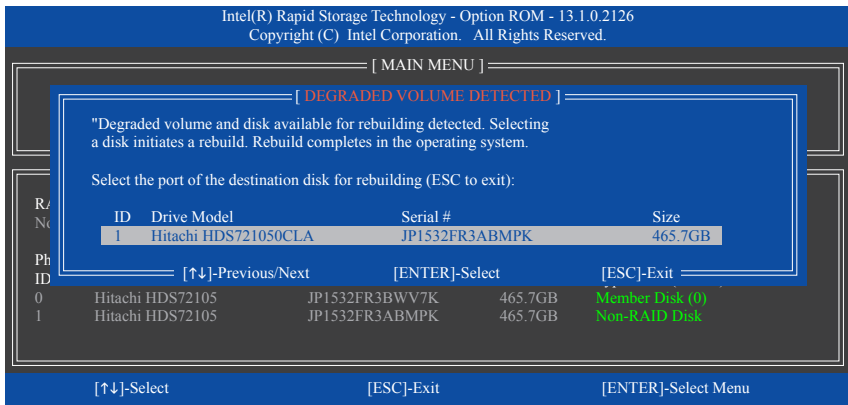 Intel(R) Rapid Storage Technology - Option ROM - 13.1.0.2126
Copyright (C) Intel Corporation. All Rights Reserved.
[ MAIN MENU ]
[ DEGRADED VOLUME DETECTED ]
"Degraded volume and disk available for rebuilding detected. Selecting
a disk initiates a rebuild. Rebuild completes in the operating system.
Select the port of the destination disk for rebuilding (ESC to exit):
ID Drive Model Serial # Size
1 Hitachi HDS721050CLA JP1532FR3ABMPK 465.7GB
[↑↓]-Previous/Next [ENTER]-Select [ESC]-Exit
ID
0 Hitachi HDS72105 JP1532FR3BWV7K 465.7GB Member Disk (0)
1 Hitachi HDS72105 JP1532FR3ABMPK 465.7GB Non-RAID Disk
[↑↓]-Select [ESC]-Exit [ENTER]-Select Menu